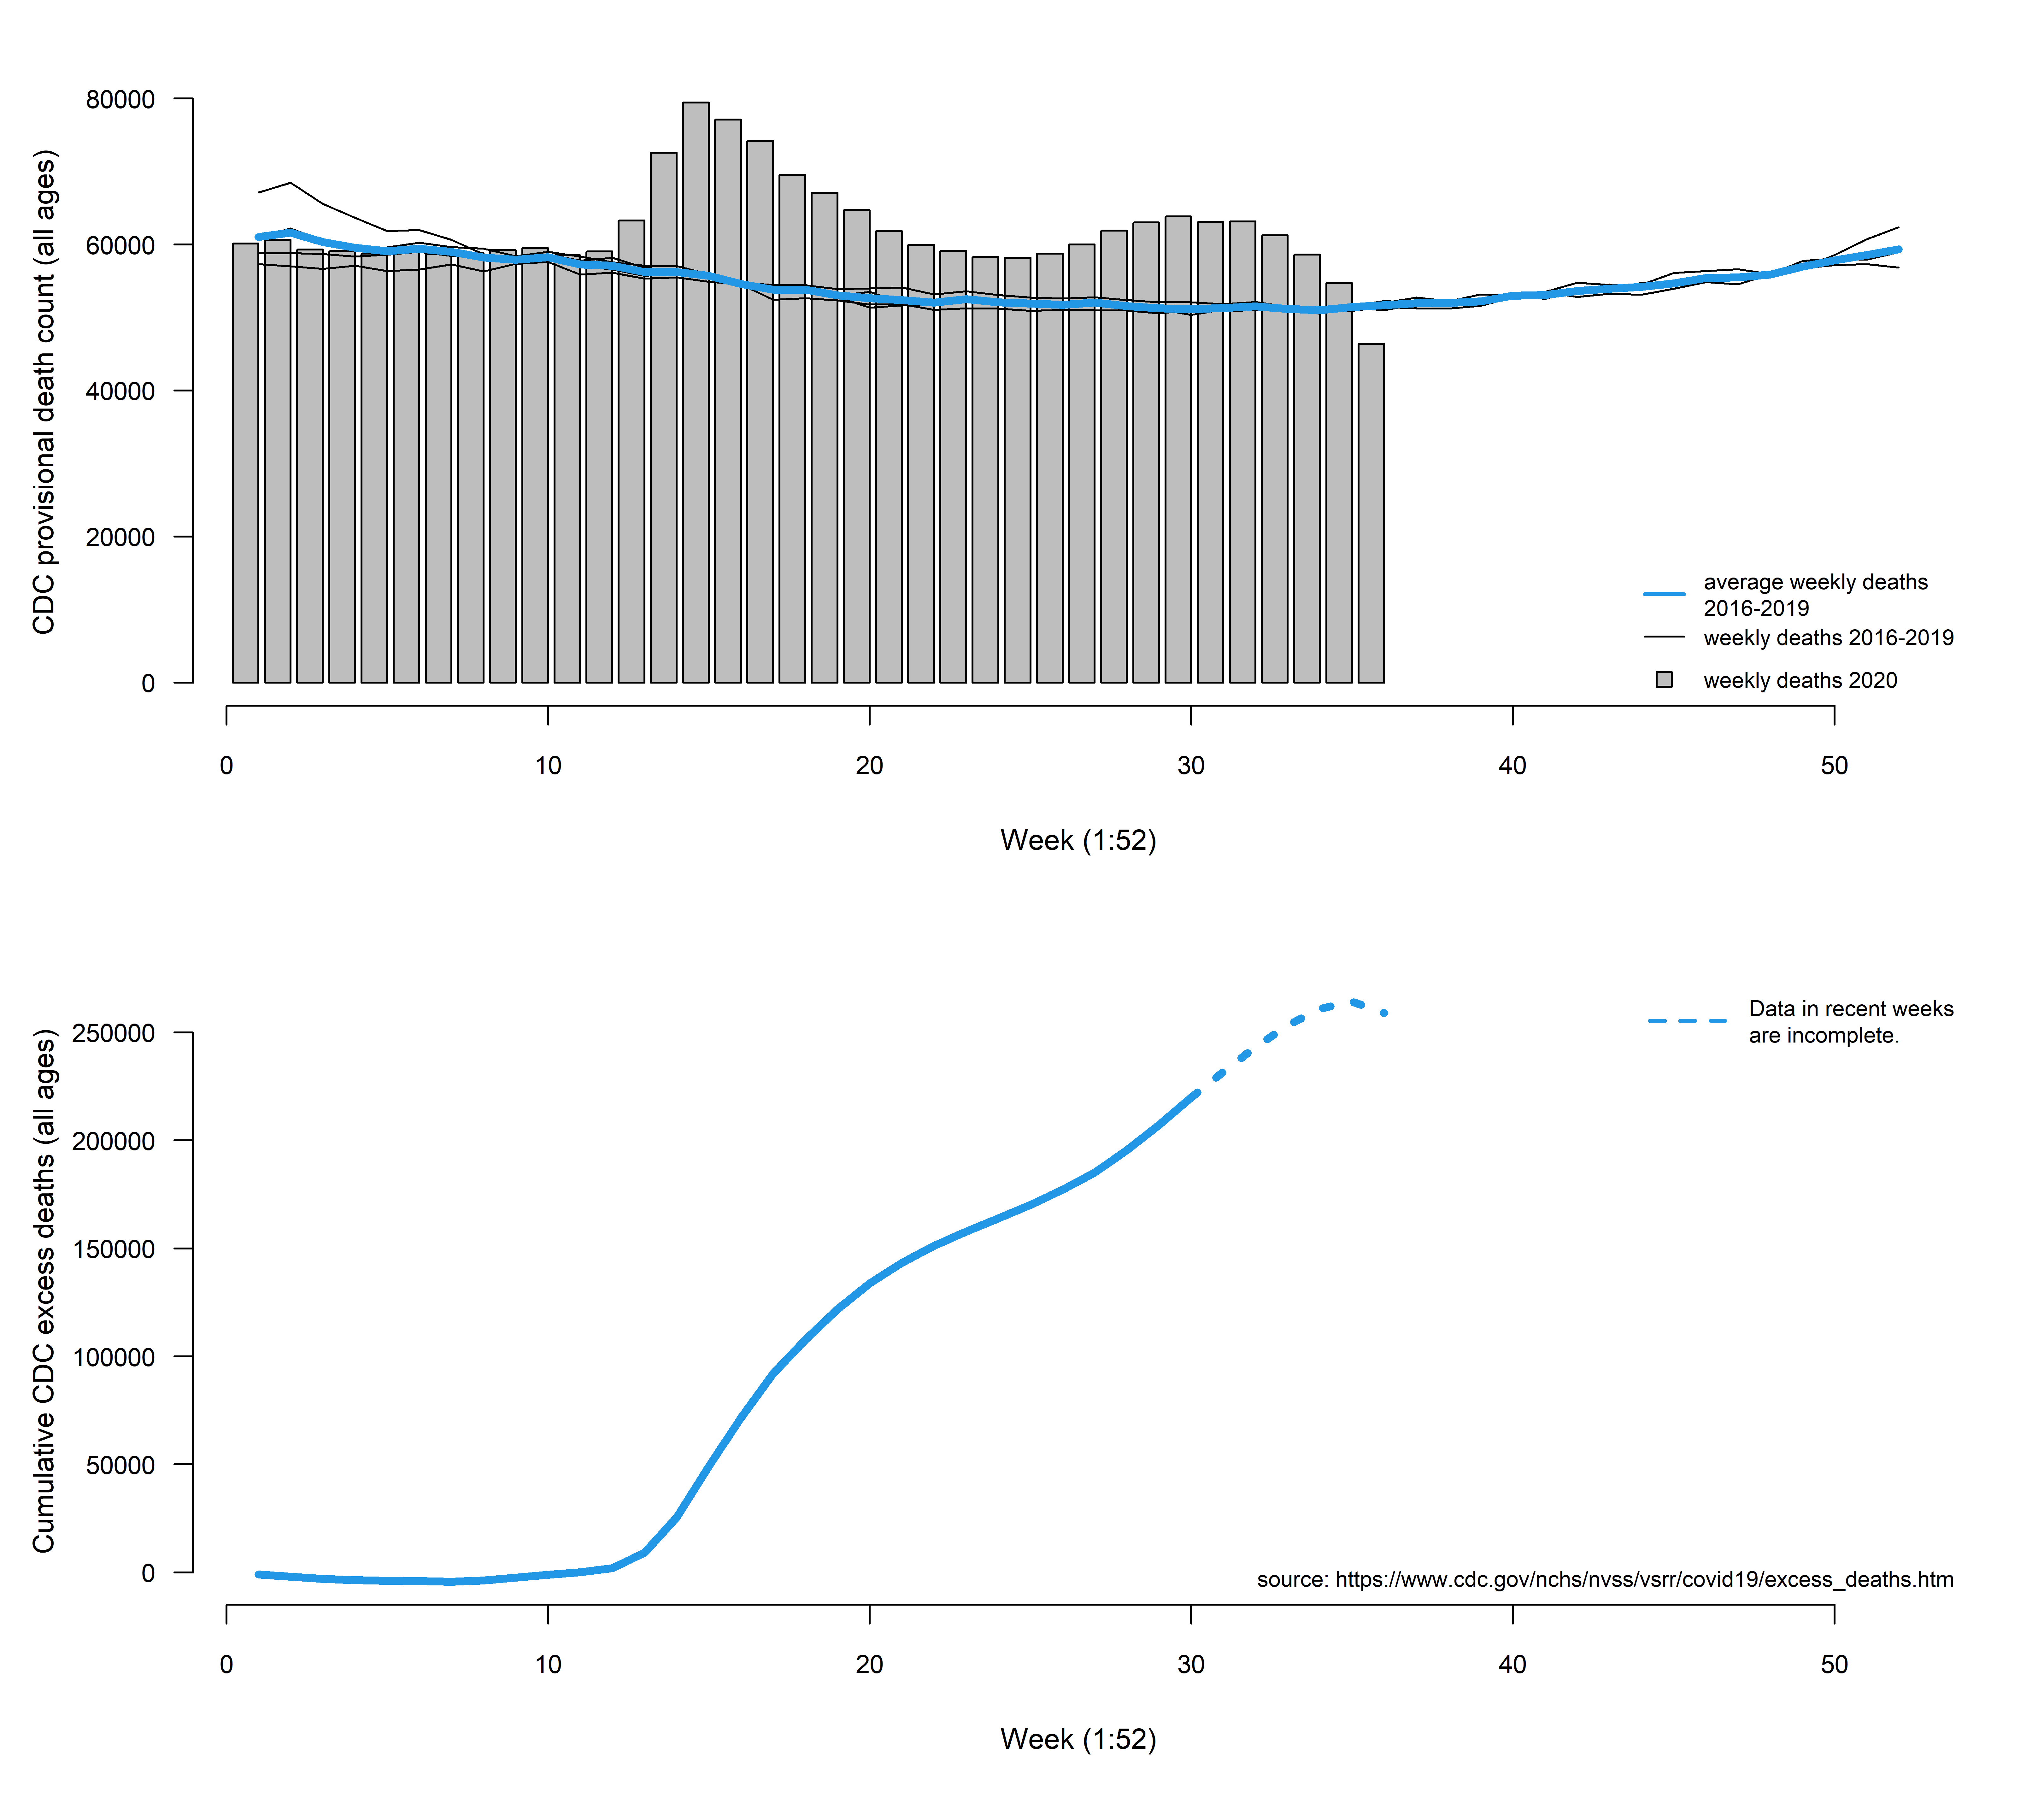 CDC provisional death count (all ages)
80000
60000
40000
20000
0
average weekly deaths
2016-2019
weekly deaths 2016-2019
weekly deaths 2020
0 10 20 30 40 50
Week (1:52)
Cumulative CDC excess deaths (all ages)
250000
200000
150000
100000
50000
0
Data in recent weeks
are incomplete.
source: https://www.cdc.gov/nchs/nvss/vsrr/covid19/excess_deaths.htm
0 10 20 30 40 50
Week (1:52)